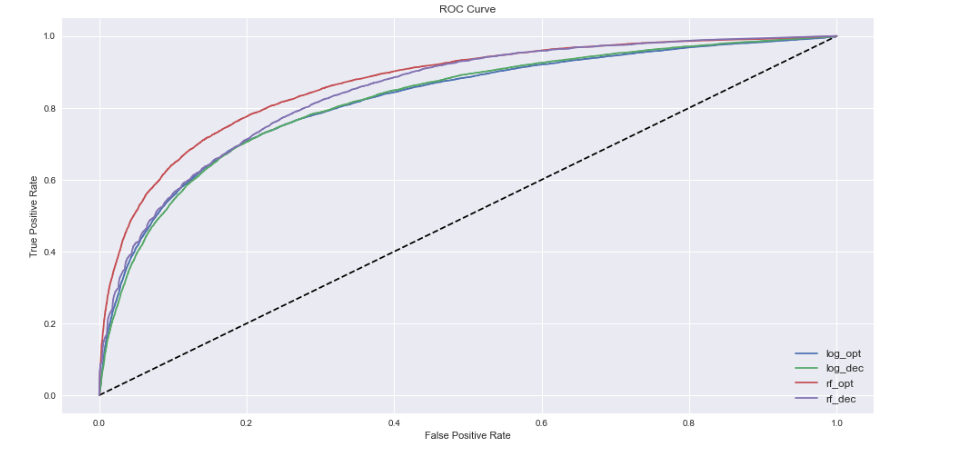 ROC Curve
1.0
0.8
0.6
0.4
0.2
0.0
True Positive Rate
log_opt
log_dec
rf_opt
rf_dec
0.0 0.2 0.4 0.6 0.8 1.0
False Positive Rate